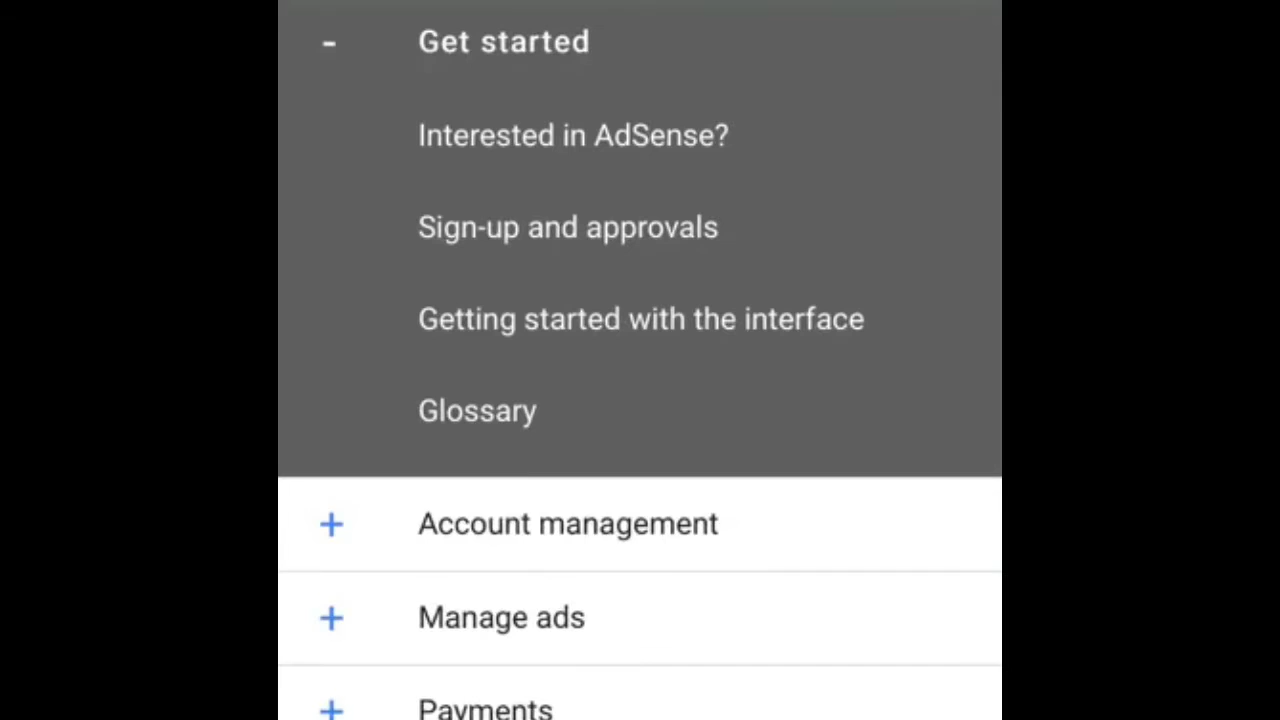 - Get started
Interested in AdSense?
Sign-up and approvals
Getting started with the interface
Glossary
+ Account management
+ Manage ads
+ Payments